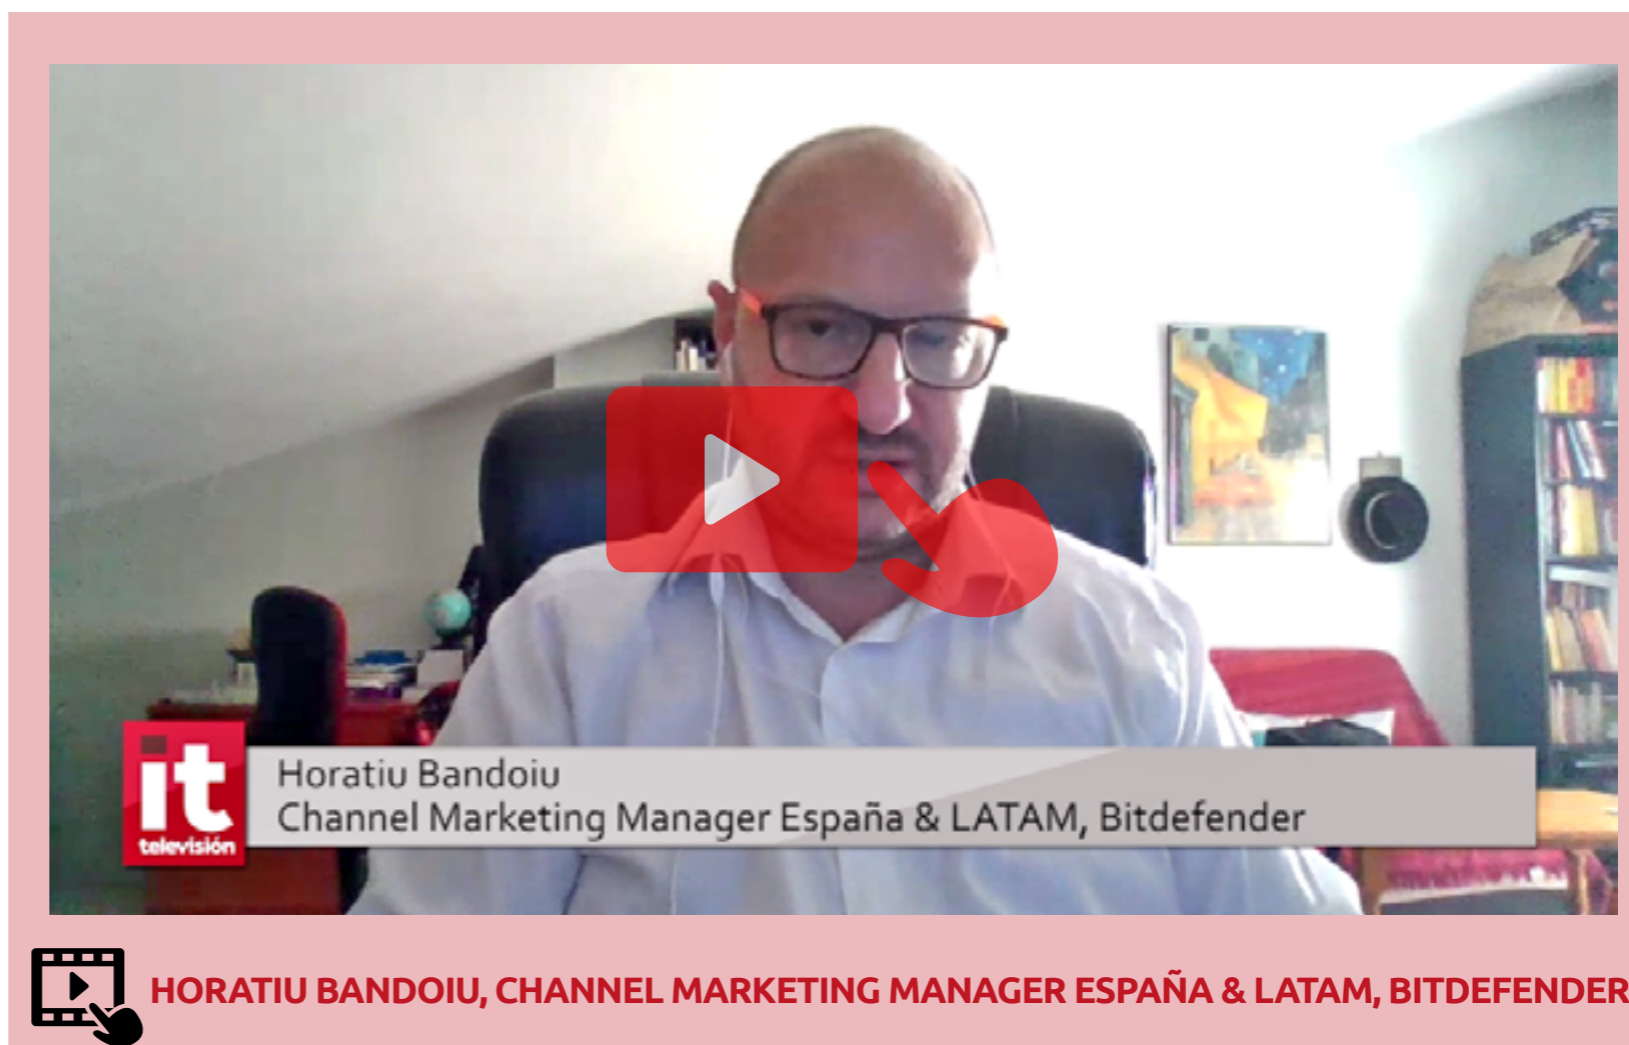 it
televisión
Horatiu Bandoiu
Channel Marketing Manager España & LATAM, Bitdefender
HORATIU BANDOIU, CHANNEL MARKETING MANAGER ESPAÑA & LATAM, BITDEFENDER